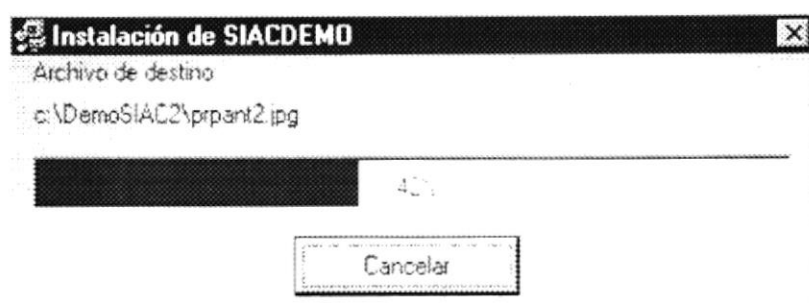 Instalación de SIACDEMO
Archivo de destino
c:\DemoSIAC2\prpant2.jpg
Cancelar